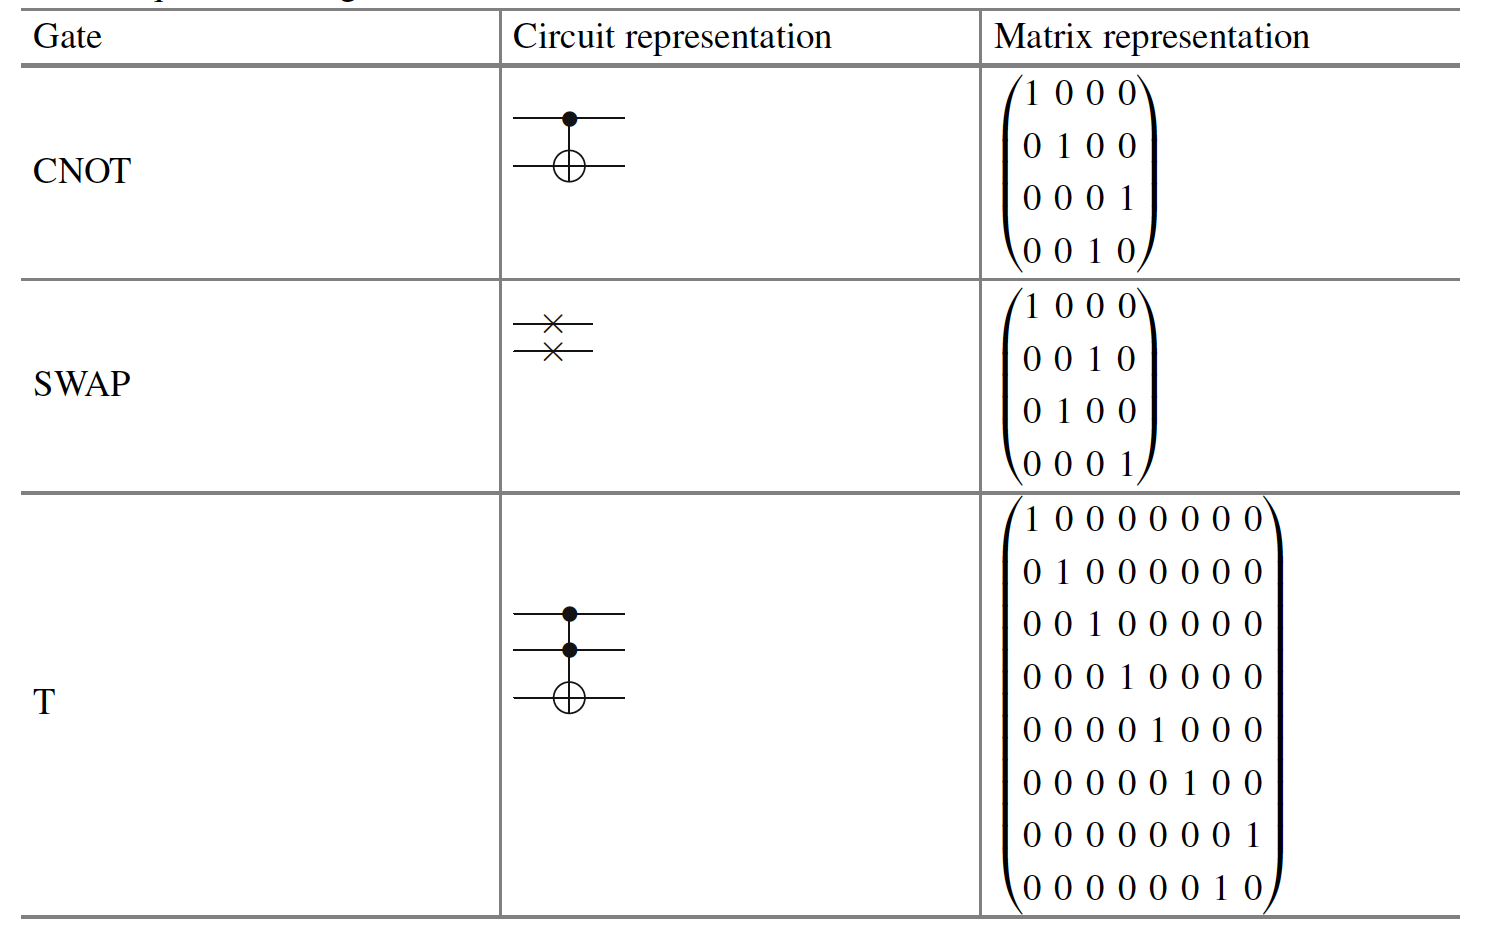 Gate Circuit representation Matrix representation
CNOT
1 0 0 0
0 1 0 0
0 0 0 1
0 0 1 0
SWAP
1 0 0 0
0 0 1 0
0 1 0 0
0 0 0 1
T
1 0 0 0 0 0 0 0
0 1 0 0 0 0 0 0
0 0 1 0 0 0 0 0
0 0 0 1 0 0 0 0
0 0 0 0 1 0 0 0
0 0 0 0 0 1 0 0
0 0 0 0 0 0 0 1
0 0 0 0 0 0 1 0